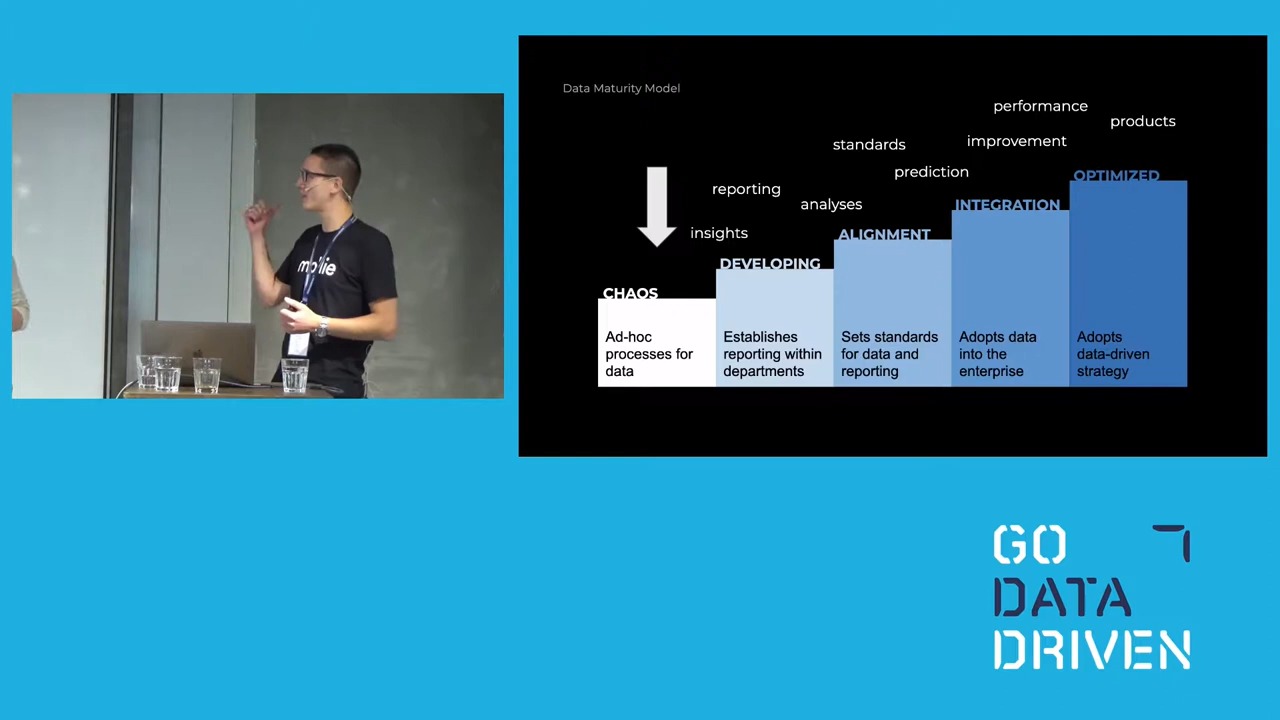 mollie
Data Maturity Model
performance
products
standards
improvement
prediction
reporting
analyses
insights
CHAOS
DEVELOPING
ALIGNMENT
INTEGRATION
OPTIMIZED
Ad-hoc
processes for
data
Establishes
reporting within
departments
Sets standards
for data and
reporting
Adopts data
into the
enterprise
Adopts
data-driven
strategy
GO
DATA
DRIVEN